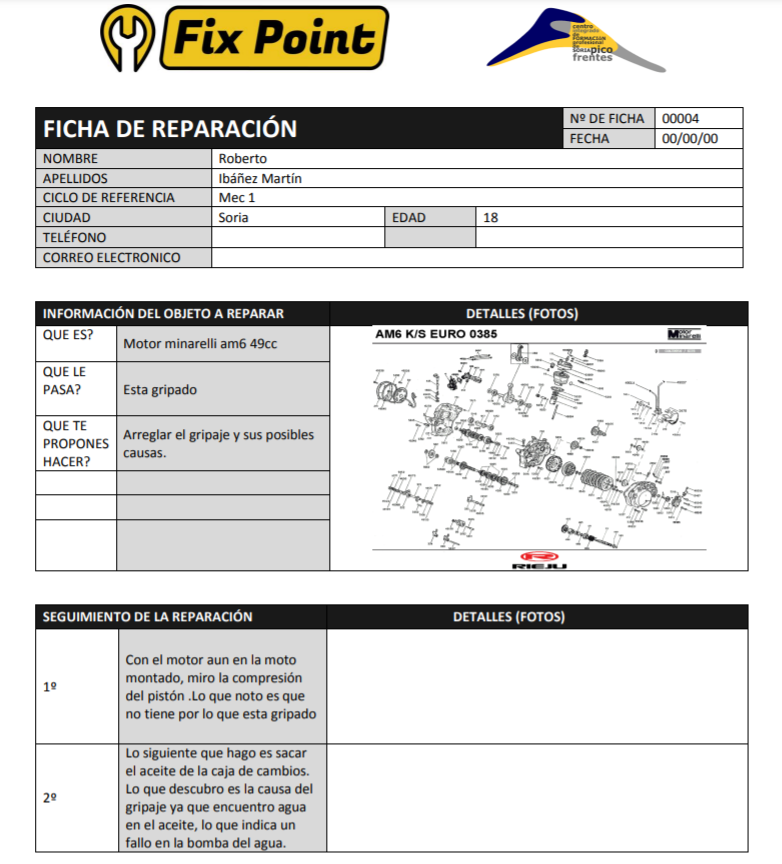 Fix Point
centro
integrado
de
FORMACIÓN
profesional
de
SORIA pico
frentes
FICHA DE REPARACIÓN
Nº DE FICHA 00004
FECHA 00/00/00
NOMBRE Roberto
APELLIDOS Ibáñez Martín
CICLO DE REFERENCIA Mec 1
CIUDAD Soria EDAD 18
TELÉFONO
CORREO ELECTRONICO
INFORMACIÓN DEL OBJETO A REPARAR DETALLES (FOTOS)
QUE ES?
Motor minarelli am6 49cc
QUE LE
PASA?
Esta gripado
QUE TE
PROPONES
HACER?
Arreglar el gripaje y sus posibles
causas.
AM6 K/S EURO 0385
Motori
Minarelli
RIEJU
SEGUIMIENTO DE LA REPARACIÓN DETALLES (FOTOS)
1º
Con el motor aun en la moto
montado, miro la compresión
del pistón .Lo que noto es que
no tiene por lo que esta gripado
2º
Lo siguiente que hago es sacar
el aceite de la caja de cambios.
Lo que descubro es la causa del
gripaje ya que encuentro agua
en el aceite, lo que indica un
fallo en la bomba del agua.